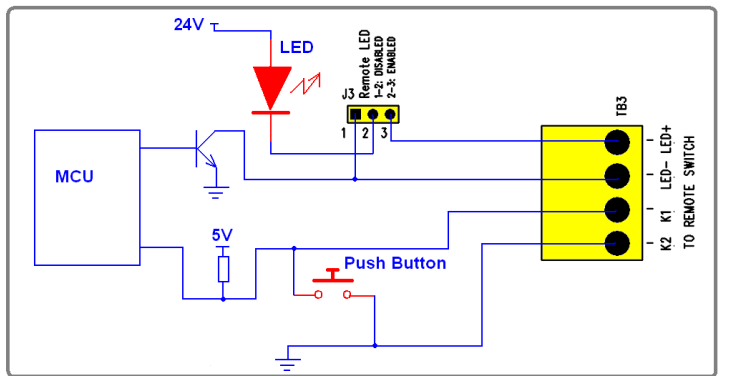 24V
LED
J3
Remote LED
1-2: DISABLED
2-3: ENABLED
1 2 3
TB3
MCU
LED+
LED-
K1
K2
TO REMOTE SWITCH
5V
Push Button